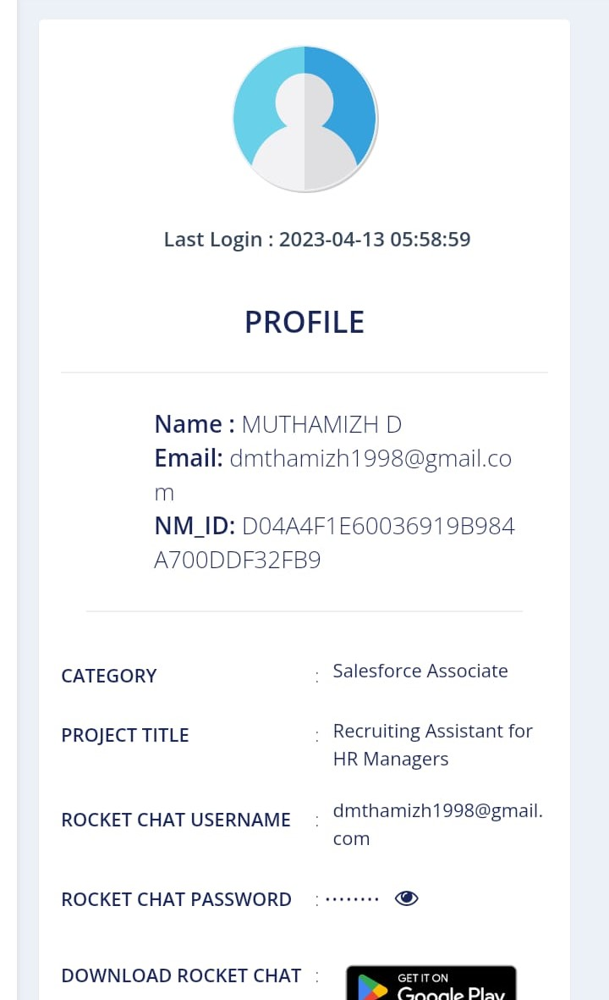 Last Login : 2023-04-13 05:58:59
PROFILE
Name : MUTHAMIZH D
Email: dmthamizh1998@gmail.co
m
NM_ID: D04A4F1E60036919B984
A700DDF32FB9
CATEGORY : Salesforce Associate
PROJECT TITLE : Recruiting Assistant for
HR Managers
ROCKET CHAT USERNAME : dmthamizh1998@gmail.
com
ROCKET CHAT PASSWORD : ········
DOWNLOAD ROCKET CHAT :
GET IT ON
Google Play